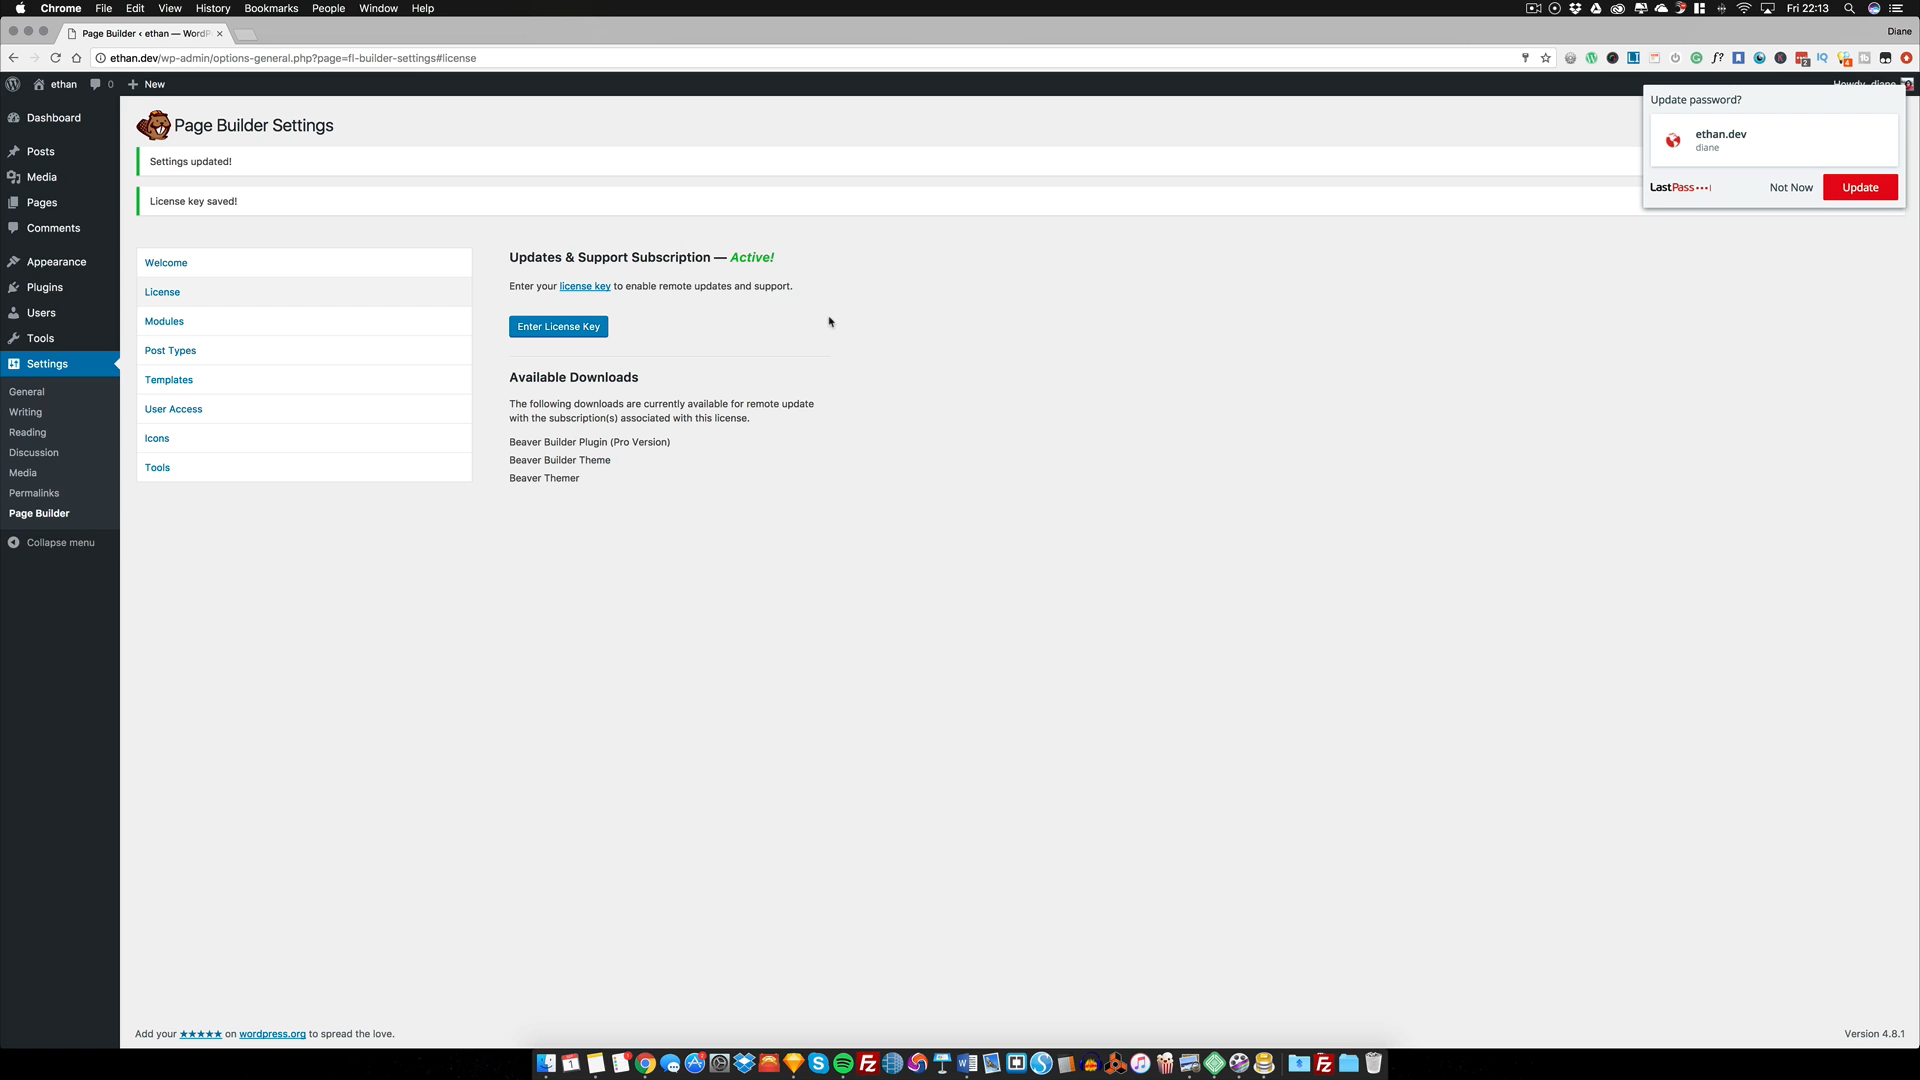 Chrome File Edit View History Bookmarks People Window Help
Fri 22:13
Page Builder ‹ ethan — WordP
Diane
ethan.dev/wp-admin/options-general.php?page=fl-builder-settings#license
ethan 0 + New
Howdy, diane
Dashboard
Posts
Media
Pages
Comments
Appearance
Plugins
Users
Tools
Settings
General
Writing
Reading
Discussion
Media
Permalinks
Page Builder
Collapse menu
Page Builder Settings
Settings updated!
License key saved!
Welcome
License
Modules
Post Types
Templates
User Access
Icons
Tools
Updates & Support Subscription — Active!
Enter your license key to enable remote updates and support.
Enter License Key
Available Downloads
The following downloads are currently available for remote update
with the subscription(s) associated with this license.
Beaver Builder Plugin (Pro Version)
Beaver Builder Theme
Beaver Themer
Update password?
ethan.dev
diane
LastPass•••|
Not Now
Update
Add your ★★★★★ on wordpress.org to spread the love.
Version 4.8.1